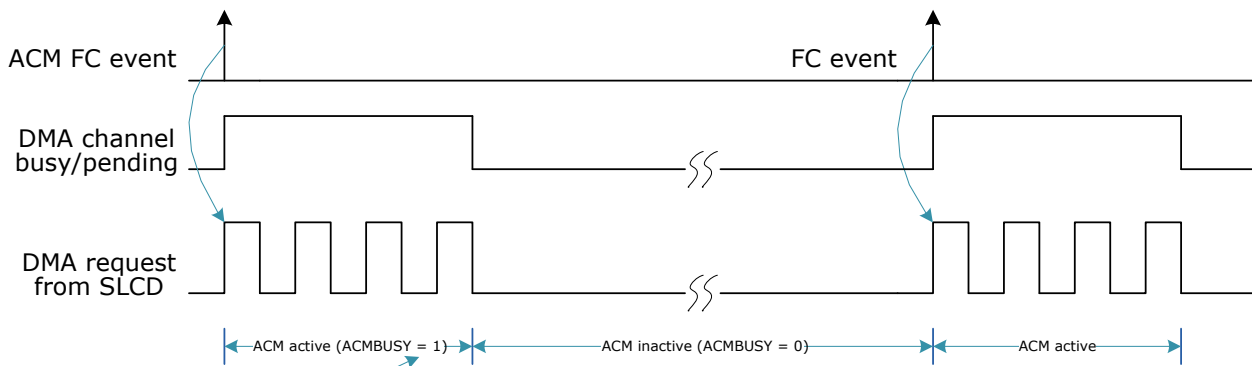 ACM FC event
FC event
DMA channel
busy/pending
DMA request
from SLCD
ACM active (ACMBUSY = 1)
ACM inactive (ACMBUSY = 0)
ACM active